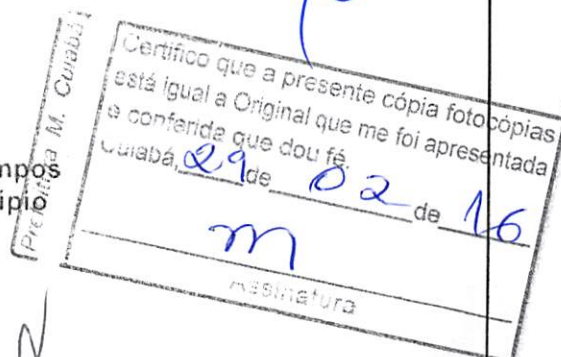 Prefeitura M. Cuiabá
Certifico que a presente cópia fotocópias
está igual a Original que me foi apresentada
e conferida que dou fé.
Cuiabá, 29 de 02 de 16
Assinatura
mpos
ípio